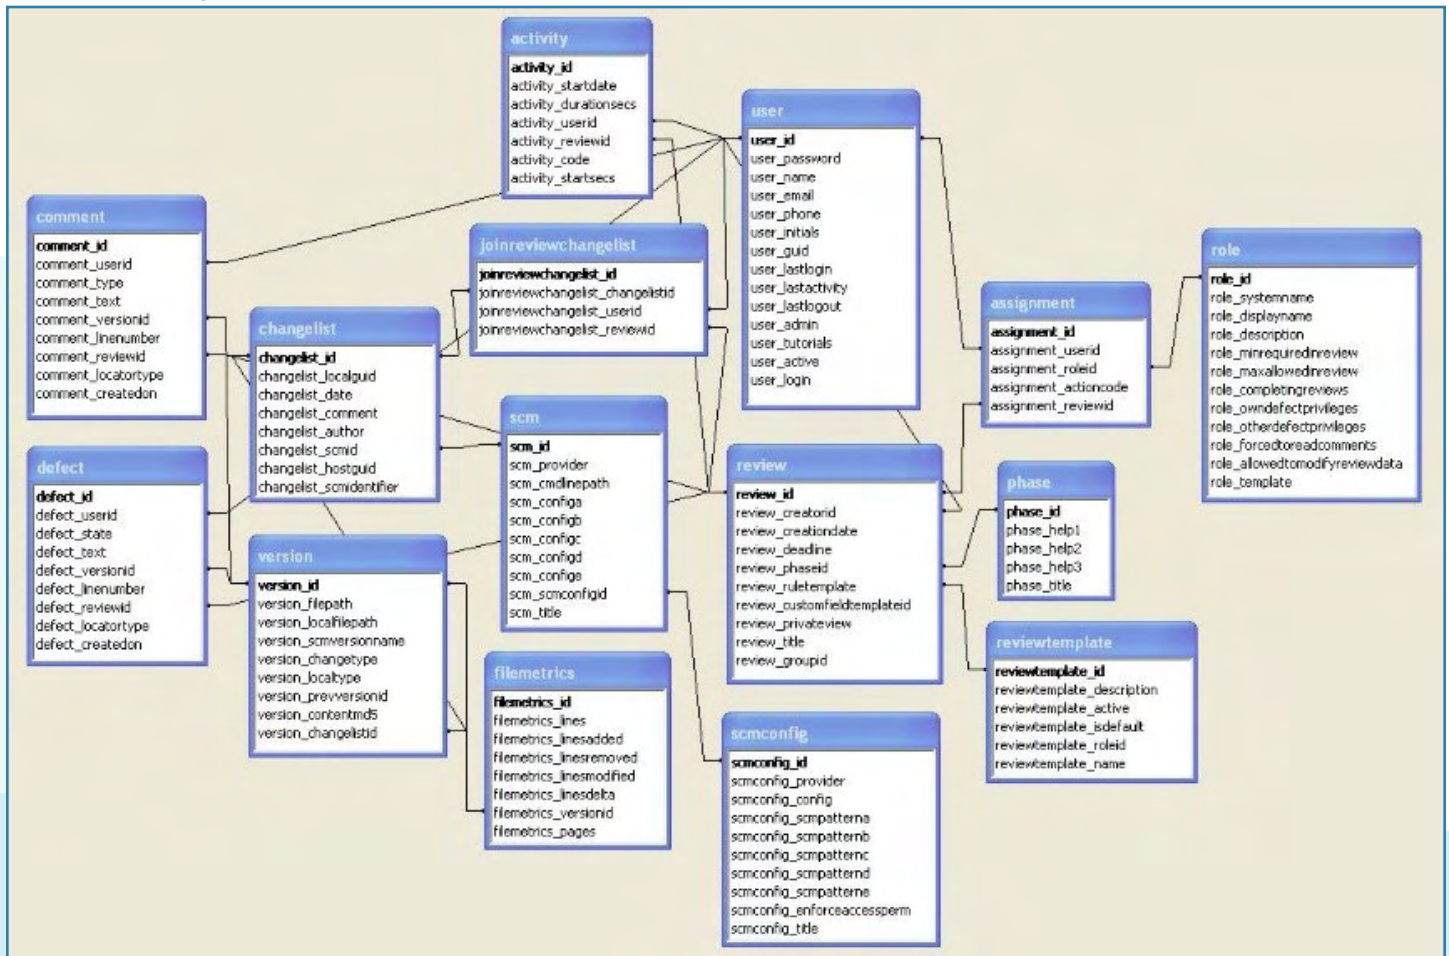 activity
activity_id
activity_startdate
activity_durationsecs
activity_userid
activity_reviewid
activity_code
activity_startsecs
user
user_id
user_password
user_name
user_email
user_phone
user_initials
user_guid
user_lastlogin
user_lastactivity
user_lastlogout
user_admin
user_tutorials
user_active
user_login
comment
comment_id
comment_userid
comment_type
comment_text
comment_versionid
comment_linenumber
comment_reviewid
comment_locatortype
comment_createdon
joinreviewchangelist
joinreviewchangelist_id
joinreviewchangelist_changelistid
joinreviewchangelist_userid
joinreviewchangelist_reviewid
role
role_id
role_systemname
role_displayname
role_description
role_minrequiredinreview
role_maxallowedinreview
role_completingreviews
role_owndefectprivileges
role_otherdefectprivileges
role_forcedtoreadcomments
role_allowedtomodifyreviewdata
role_template
assignment
assignment_id
assignment_userid
assignment_roleid
assignment_actioncode
assignment_reviewid
changelist
changelist_id
changelist_localguid
changelist_date
changelist_comment
changelist_author
changelist_scmid
changelist_hostguid
changelist_scmidentifier
scm
scm_id
scm_provider
scm_cmdlinepath
scm_configa
scm_configb
scm_configc
scm_configd
scm_confige
scm_scmconfigid
scm_title
defect
defect_id
defect_userid
defect_state
defect_text
defect_versionid
defect_linenumber
defect_reviewid
defect_locatortype
defect_createdon
review
review_id
review_creatorid
review_creationdate
review_deadline
review_phaseid
review_ruletemplate
review_customfieldtemplateid
review_privateview
review_title
review_groupid
phase
phase_id
phase_help1
phase_help2
phase_help3
phase_title
version
version_id
version_filepath
version_localfilepath
version_scmversionname
version_changetype
version_localtype
version_prevversionid
version_contentmd5
version_changelistid
reviewtemplate
reviewtemplate_id
reviewtemplate_description
reviewtemplate_active
reviewtemplate_isdefault
reviewtemplate_roleid
reviewtemplate_name
filemetrics
filemetrics_id
filemetrics_lines
filemetrics_linesadded
filemetrics_linesremoved
filemetrics_linesmodified
filemetrics_linesdelta
filemetrics_versionid
filemetrics_pages
scmconfig
scmconfig_id
scmconfig_provider
scmconfig_config
scmconfig_scmpatterna
scmconfig_scmpatternb
scmconfig_scmpatternc
scmconfig_scmpatternd
scmconfig_scmpatterne
scmconfig_enforceaccessperm
scmconfig_title